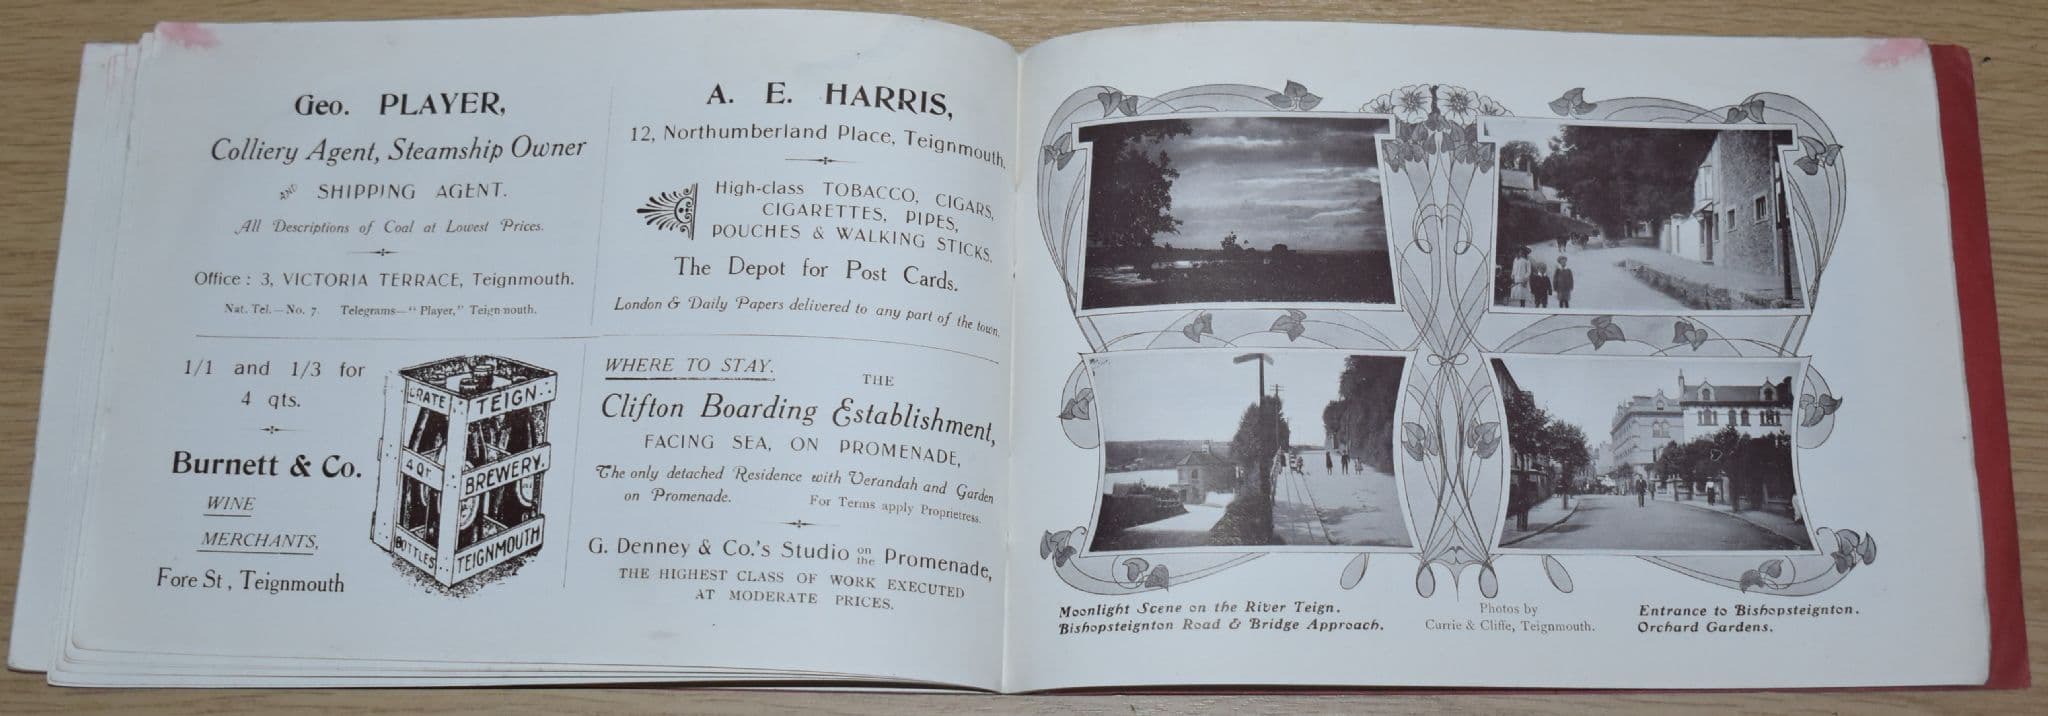 Geo. PLAYER,
Colliery Agent, Steamship Owner
AND SHIPPING AGENT.
All Descriptions of Coal at Lowest Prices.
Office : 3, VICTORIA TERRACE, Teignmouth.
Nat. Tel.—No. 7 Telegrams—"Player," Teignmouth.
A. E. HARRIS,
12, Northumberland Place, Teignmouth.
High-class TOBACCO, CIGARS,
CIGARETTES, PIPES,
POUCHES & WALKING STICKS.
The Depot for Post Cards.
London & Daily Papers delivered to any part of the town.
1/1 and 1/3 for
4 qts.
Burnett & Co.
WINE
MERCHANTS,
Fore St, Teignmouth
CRATE TEIGN
4 QT BREWERY.
BOTTLES TEIGNMOUTH
WHERE TO STAY.
THE
Clifton Boarding Establishment,
FACING SEA, ON PROMENADE,
The only detached Residence with Verandah and Garden
on Promenade. For Terms apply Proprietress.
G. Denney & Co.'s Studio on the Promenade,
THE HIGHEST CLASS OF WORK EXECUTED
AT MODERATE PRICES.
Moonlight Scene on the River Teign.
Bishopsteignton Road & Bridge Approach.
Photos by
Currie & Cliffe, Teignmouth.
Entrance to Bishopsteignton.
Orchard Gardens.